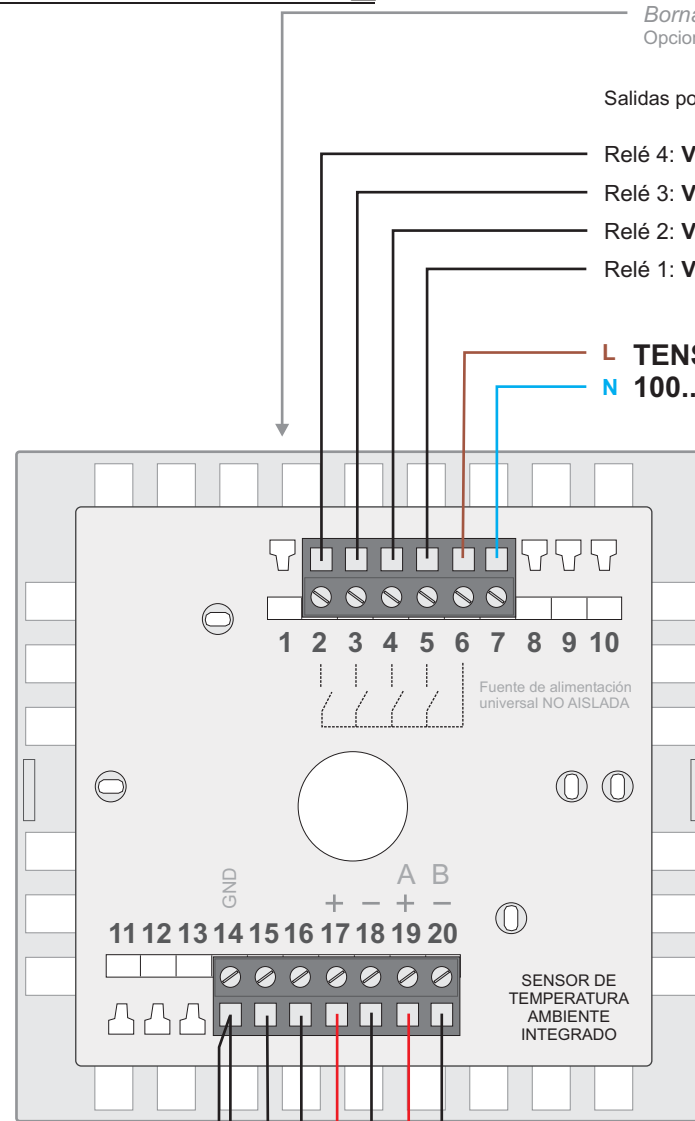 Borna
Opcion
Salidas po
Relé 4: V
Relé 3: V
Relé 2: V
Relé 1: V
L TENS
N 100..
1 2 3 4 5 6 7 8 9 10
Fuente de alimentación
universal NO AISLADA
GND
A B
+ − + −
11 12 13 14 15 16 17 18 19 20
SENSOR DE
TEMPERATURA
AMBIENTE
INTEGRADO